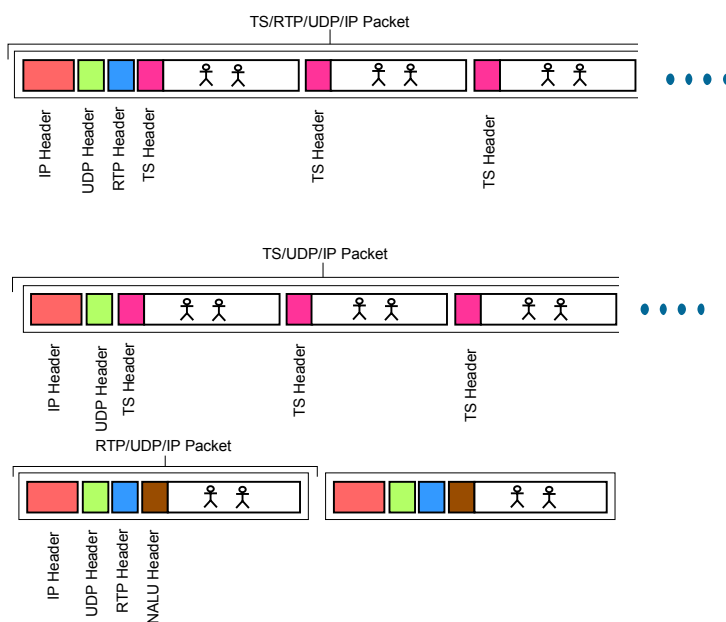 TS/RTP/UDP/IP Packet
IP Header
UDP Header
RTP Header
TS Header
TS Header
TS Header
TS/UDP/IP Packet
IP Header
UDP Header
TS Header
TS Header
TS Header
RTP/UDP/IP Packet
IP Header
UDP Header
RTP Header
NALU Header